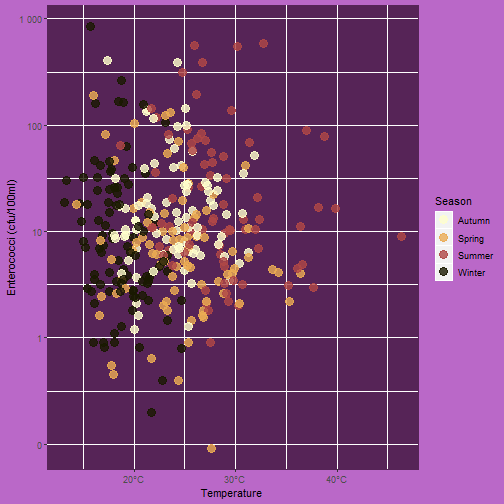 1 000
100
10
1
0
Enterococci (cfu/100ml)
20°C
30°C
40°C
Temperature
Season
Autumn
Spring
Summer
Winter